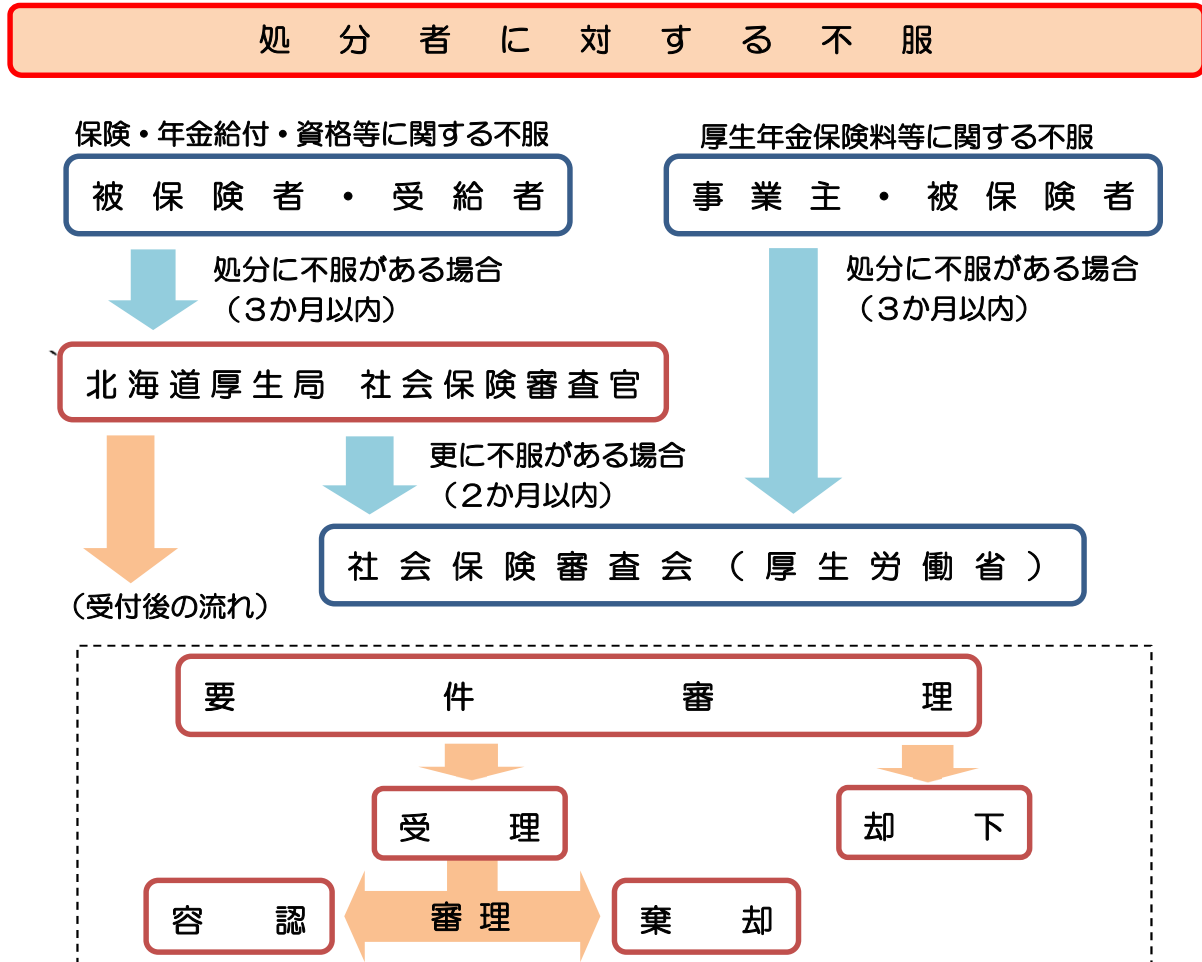 処分者に対する不服
保険・年金給付・資格等に関する不服
被保険者・受給者
処分に不服がある場合
（３か月以内）
北海道厚生局 社会保険審査官
更に不服がある場合
（２か月以内）
厚生年金保険料等に関する不服
事業主・被保険者
処分に不服がある場合
（３か月以内）
社会保険審査会（厚生労働省）
（受付後の流れ）
要件審理
受理
却下
容認
審理
棄却